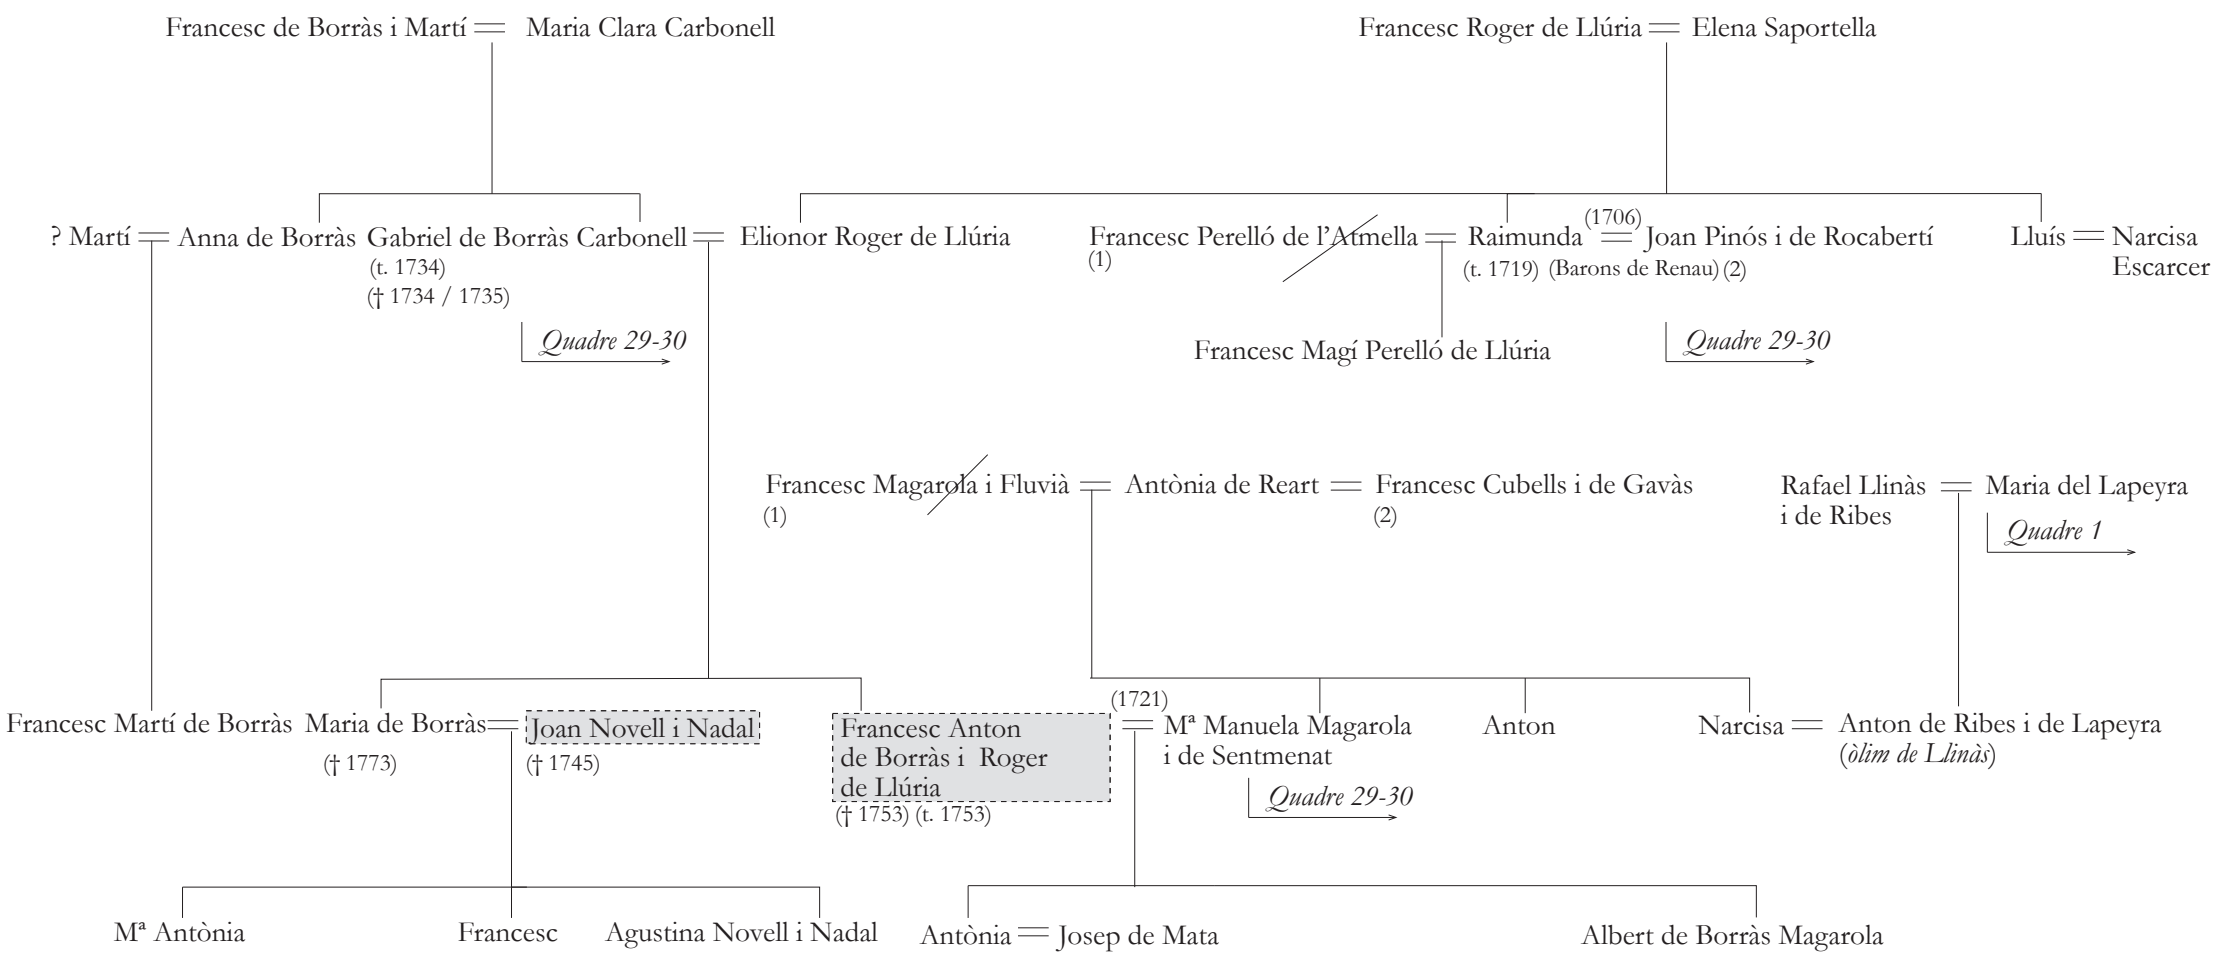 Francesc de Borràs i Martí Maria Clara Carbonell
Francesc Roger de Llúria Elena Saportella
? Martí Anna de Borràs Gabriel de Borràs Carbonell Elionor Roger de Llúria
(t. 1734)
(† 1734 / 1735)
Quadre 29-30
Francesc Perelló de l'Atmella Raimunda (1706) Joan Pinós i de Rocabertí
(1) (t. 1719) (Barons de Renau) (2)
Lluís Narcisa
Escarcer
Francesc Magí Perelló de Llúria
Quadre 29-30
Francesc Magarola i Fluvià Antònia de Reart Francesc Cubells i de Gavàs
(1) (2)
Rafael Llinàs Maria del Lapeyra
i de Ribes
Quadre 1
Francesc Martí de Borràs Maria de Borràs Joan Novell i Nadal
(† 1773) († 1745)
Francesc Anton
de Borràs i Roger
de Llúria
(† 1753) (t. 1753)
(1721)
Mª Manuela Magarola
i de Sentmenat
Quadre 29-30
Anton
Narcisa Anton de Ribes i de Lapeyra
(òlim de Llinàs)
Mª Antònia Francesc Agustina Novell i Nadal
Antònia Josep de Mata Albert de Borràs Magarola